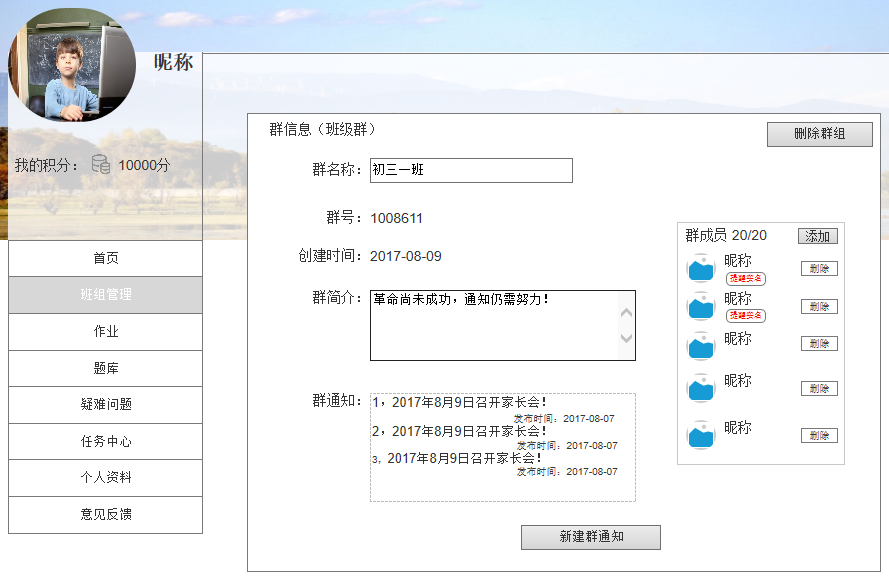 昵称
我的积分： 10000分
首页
班组管理
作业
题库
疑难问题
任务中心
个人资料
意见反馈
群信息（班级群）
删除群组
群名称： 初三一班
群号： 1008611
创建时间： 2017-08-09
群简介： 革命尚未成功，通知仍需努力！
群通知： 1，2017年8月9日召开家长会！
发布时间：2017-08-07
2，2017年8月9日召开家长会！
发布时间：2017-08-07
3，2017年8月9日召开家长会！
发布时间：2017-08-07
新建群通知
群成员 20/20 添加
昵称
提醒实名 删除
昵称
提醒实名 删除
昵称 删除
昵称 删除
昵称 删除